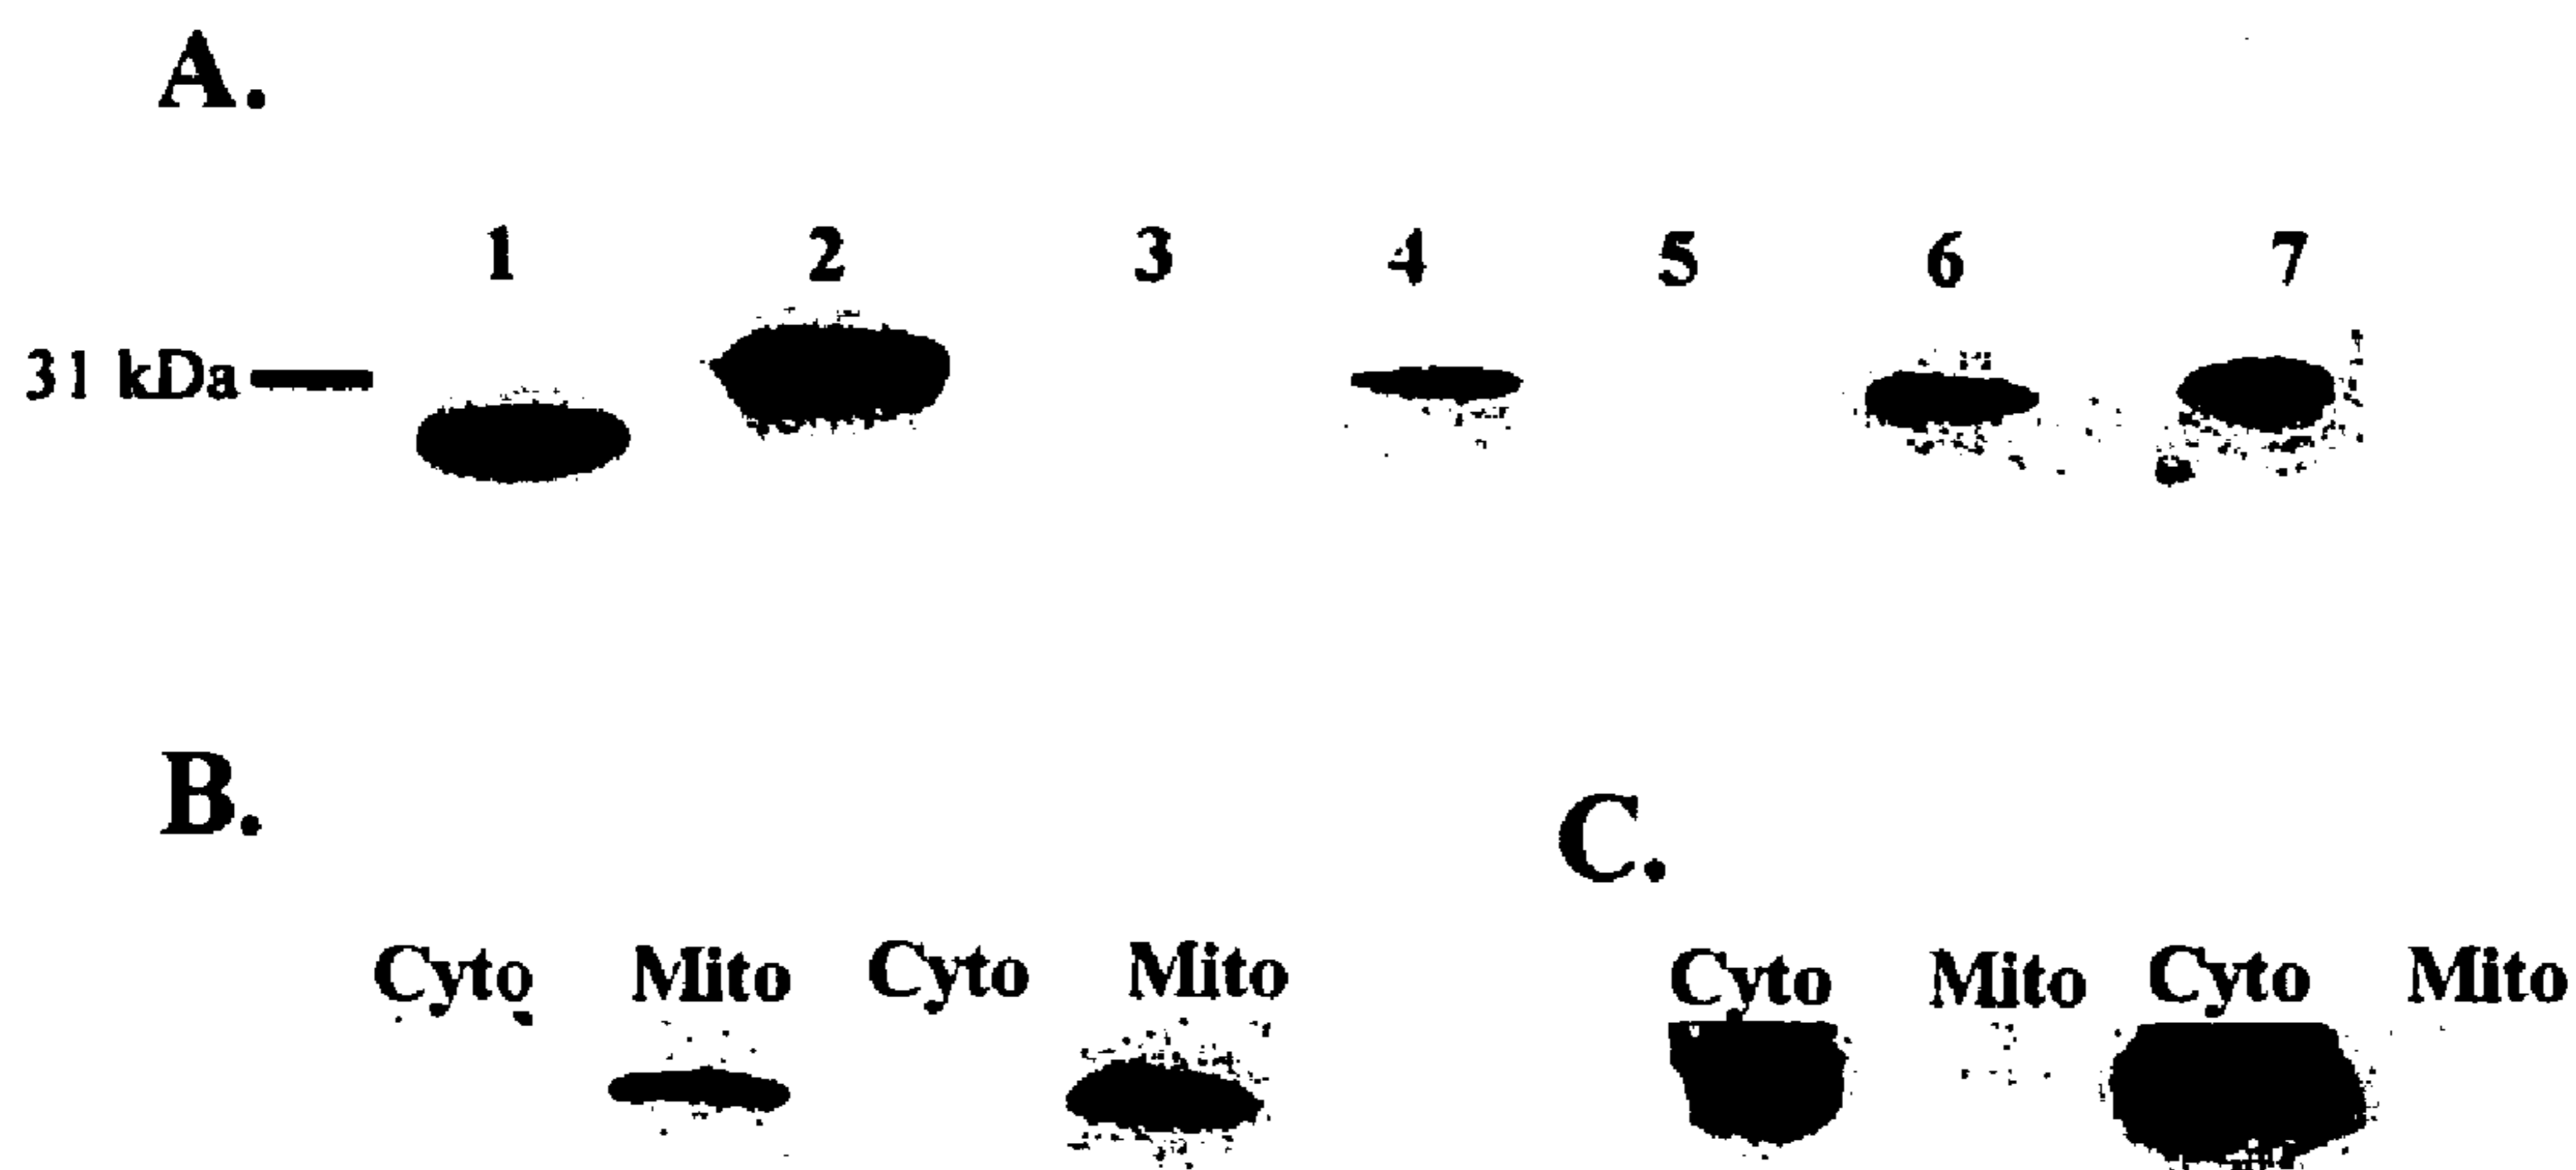 A.
1 2 3 4 5 6 7
31 kDa
B.
C.
Cyto Mito Cyto Mito
Cyto Mito Cyto Mito